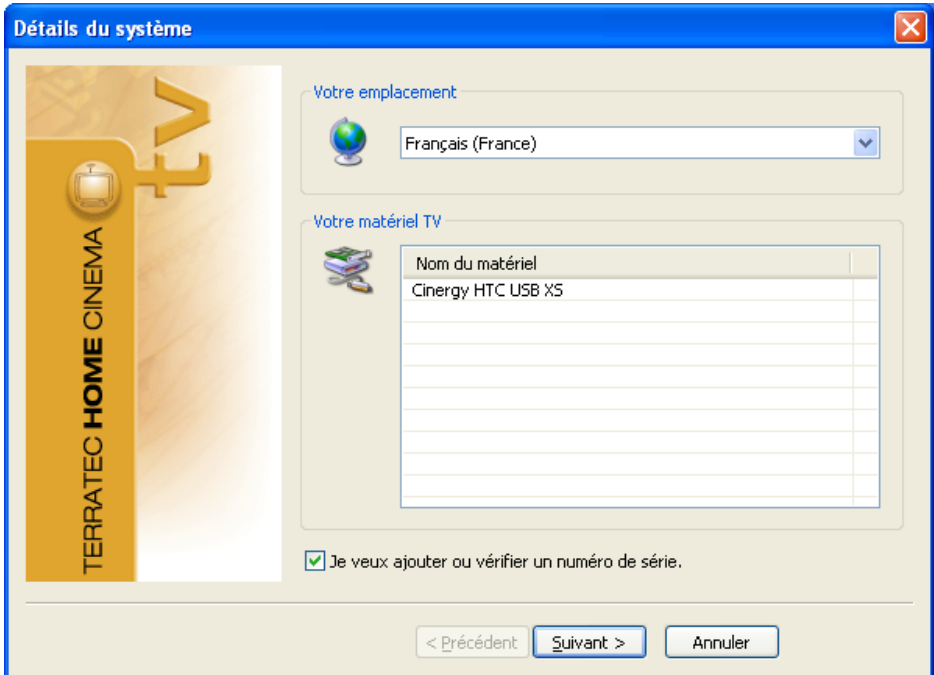 Détails du système
tv
TERRATEC HOME CINEMA
Votre emplacement
Français (France)
Votre matériel TV
Nom du matériel
Cinergy HTC USB XS
Je veux ajouter ou vérifier un numéro de série.
< Précédent Suivant > Annuler